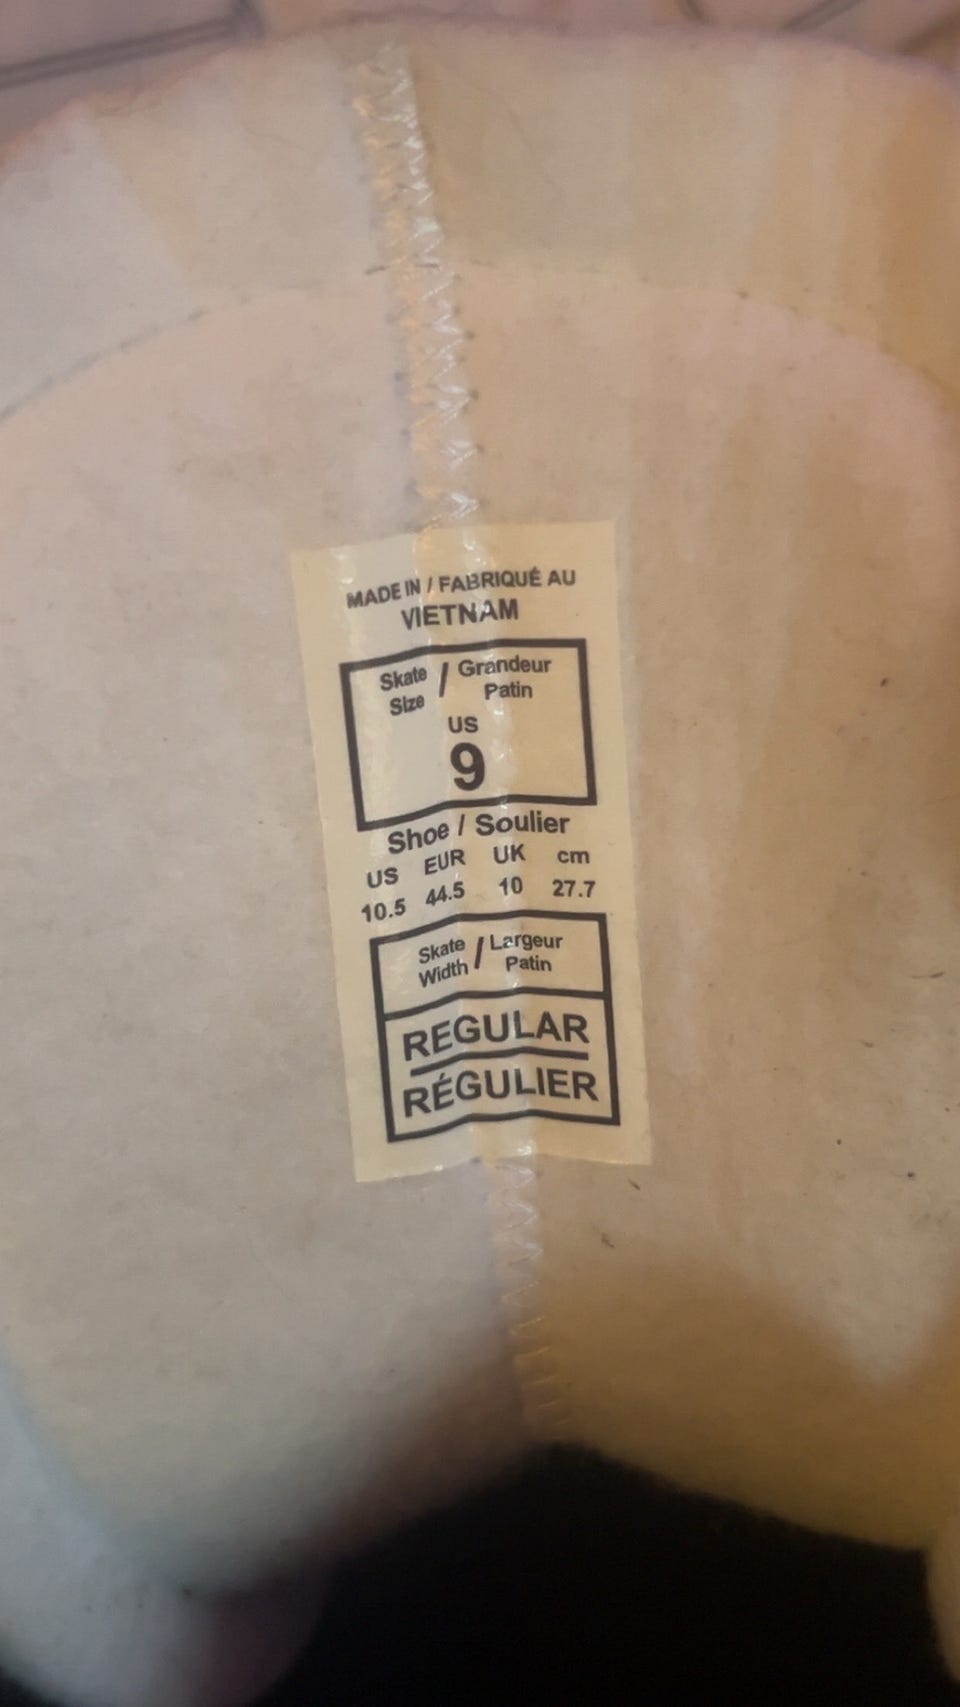 MADE IN / FABRIQUÉ AU
VIETNAM
Skate Size / Grandeur Patin
US
9
Shoe / Soulier
US EUR UK cm
10.5 44.5 10 27.7
Skate Width / Largeur Patin
REGULAR
RÉGULIER